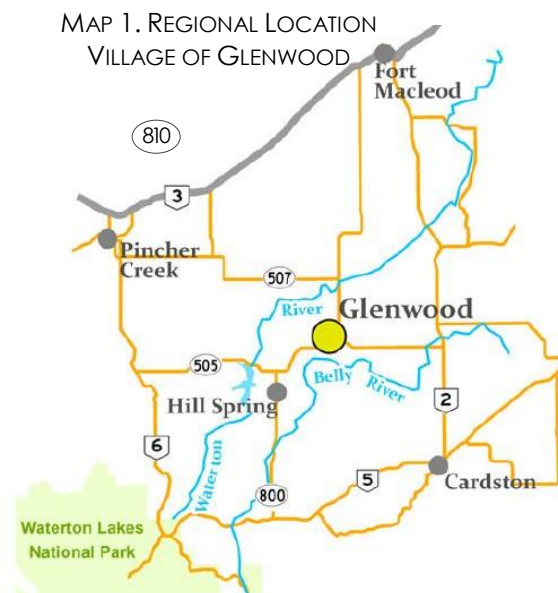 MAP 1. REGIONAL LOCATION
VILLAGE OF GLENWOOD
Fort
Macleod
810
3
Pincher
Creek
507
River
Glenwood
505
Belly River
Hill Spring
2
6
Waterton
5
Cardston
800
Waterton Lakes
National Park